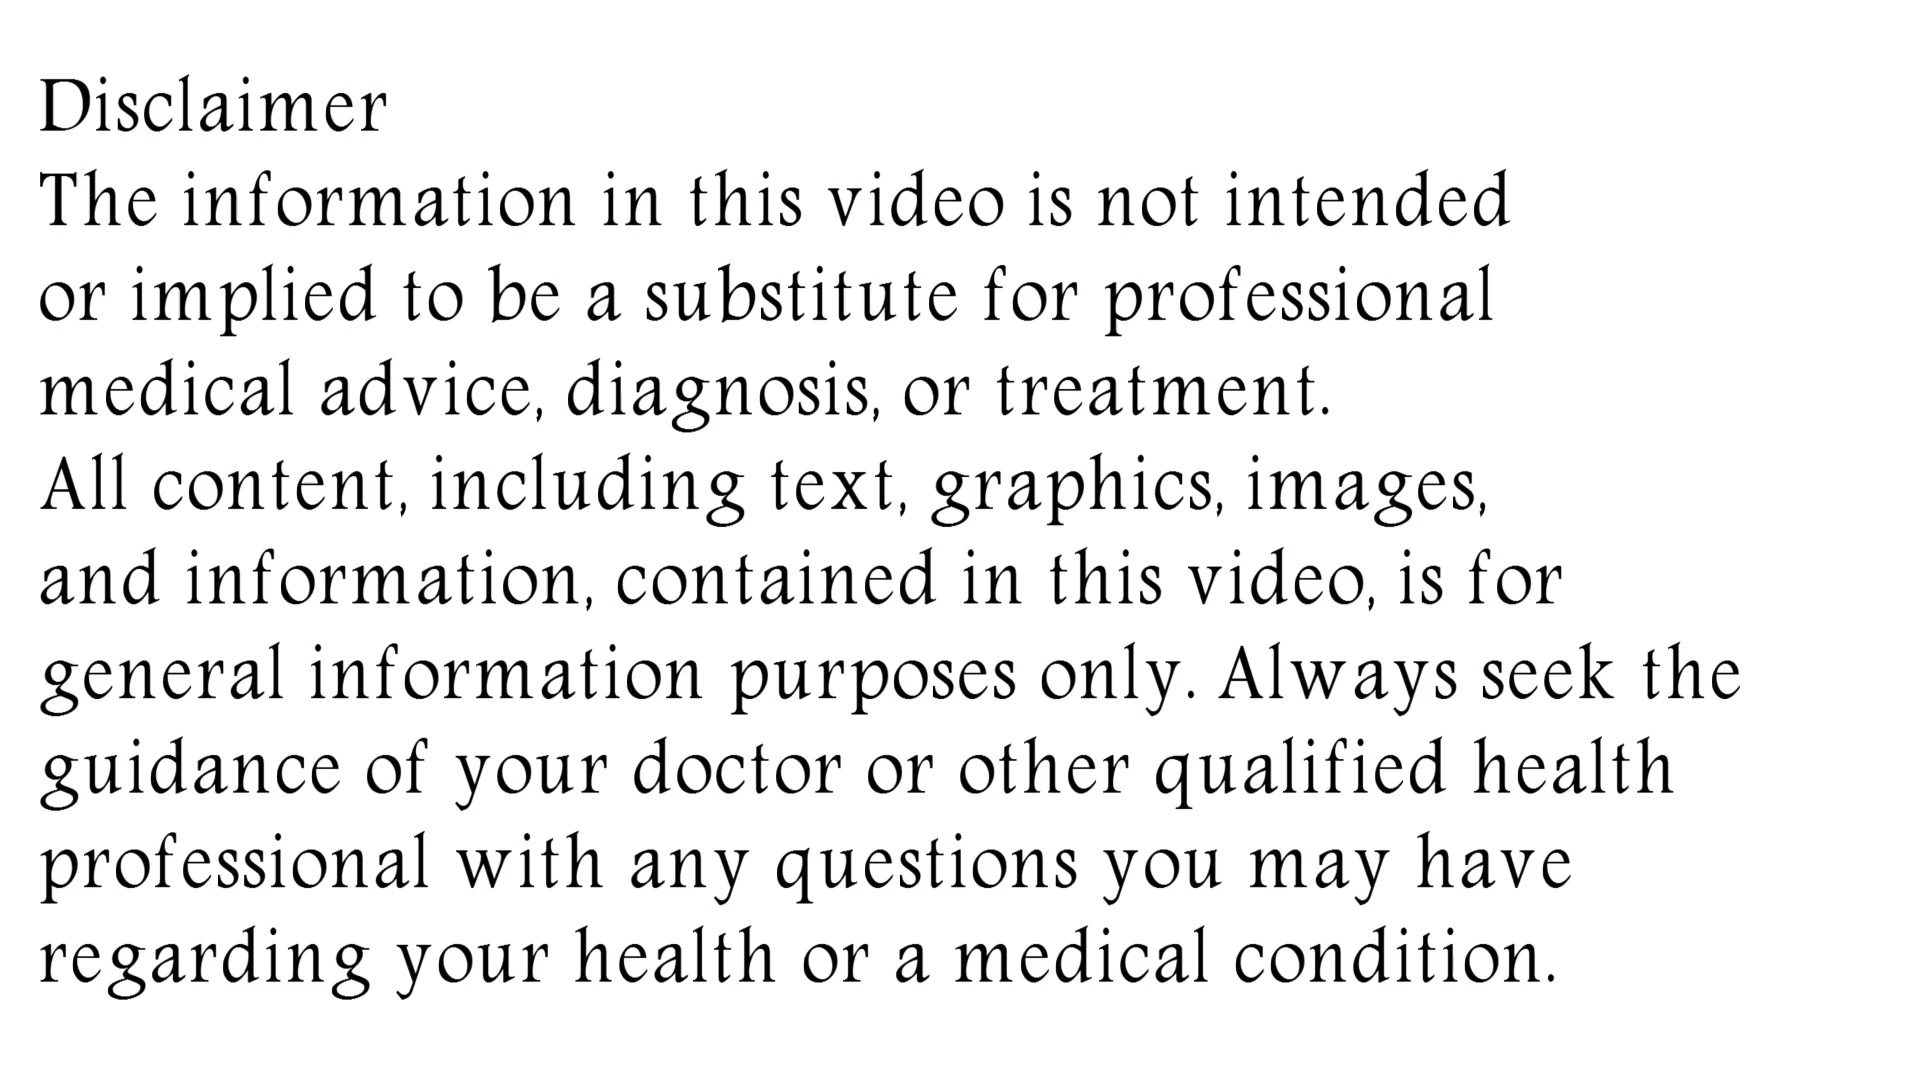 Disclaimer
The information in this video is not intended
or implied to be a substitute for professional
medical advice, diagnosis, or treatment.
All content, including text, graphics, images,
and information, contained in this video, is for
general information purposes only. Always seek the
guidance of your doctor or other qualified health
professional with any questions you may have
regarding your health or a medical condition.